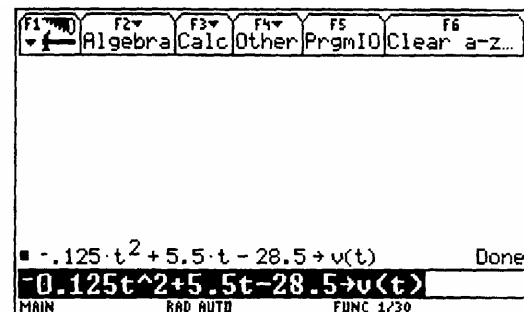 F1 F2▾ F3▾ F4▾ F5 F6
Algebra Calc Other PrgmIO Clear a-z…
▪ -.125·t² + 5.5·t - 28.5→v(t) Done
-0.125t^2+5.5t-28.5→v(t)
MAIN RAD AUTO FUNC 1/30